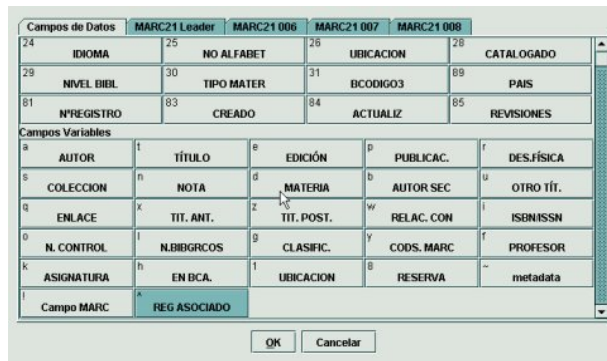 Campos de Datos MARC21 Leader MARC21 006 MARC21 007 MARC21 008
24 IDIOMA 25 NO ALFABET 26 UBICACION 28 CATALOGADO
29 NIVEL BIBL 30 TIPO MATER 31 BCODIGO3 89 PAIS
81 NºREGISTRO 83 CREADO 84 ACTUALIZ 85 REVISIONES
Campos Variables
a AUTOR t TÍTULO e EDICIÓN p PUBLICAC. r DES.FÍSICA
s COLECCION n NOTA d MATERIA b AUTOR SEC u OTRO TÍT.
q ENLACE x TIT. ANT. z TIT. POST. w RELAC. CON i ISBN/ISSN
o N. CONTROL l N.BIBGRCOS g CLASIFIC. y CODS. MARC f PROFESOR
k ASIGNATURA h EN BCA. 1 UBICACION 8 RESERVA ~ metadata
! Campo MARC ^ REG ASOCIADO
OK Cancelar